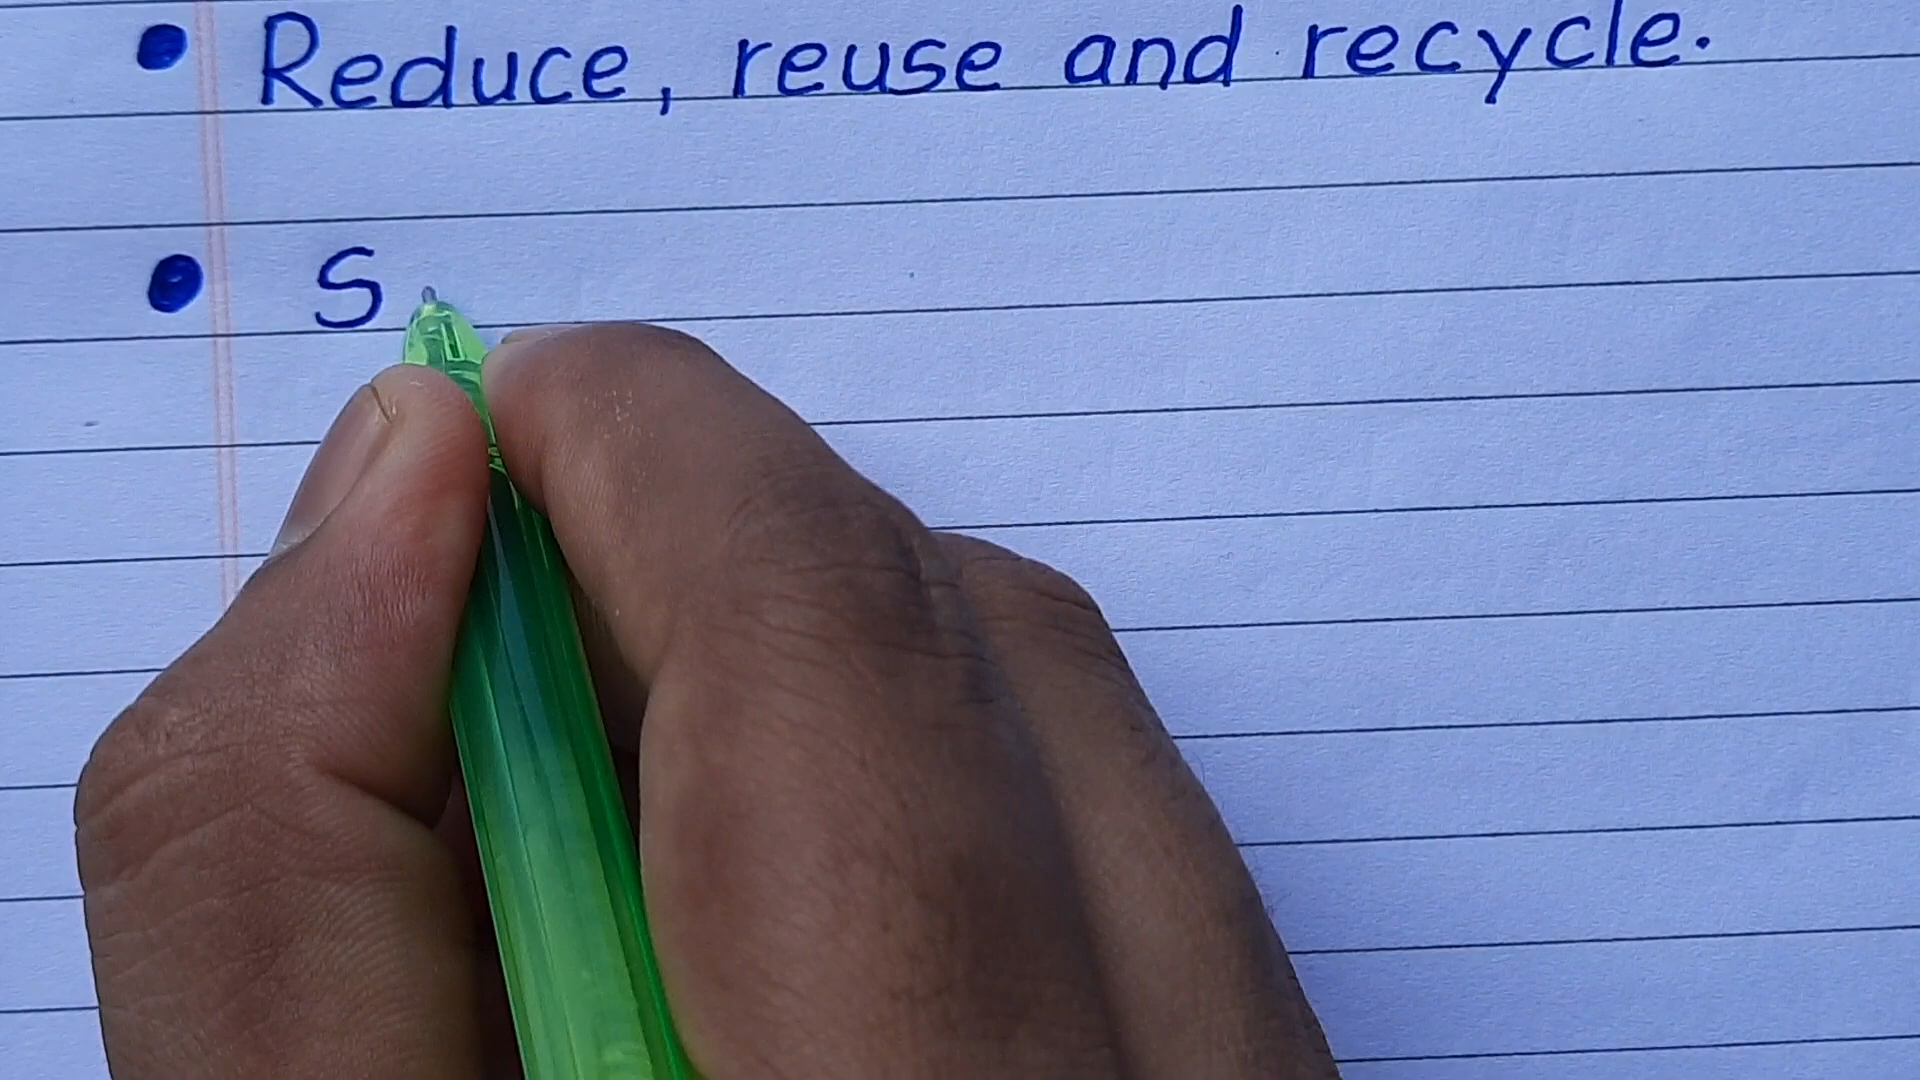 • Reduce, reuse and recycle.
• S